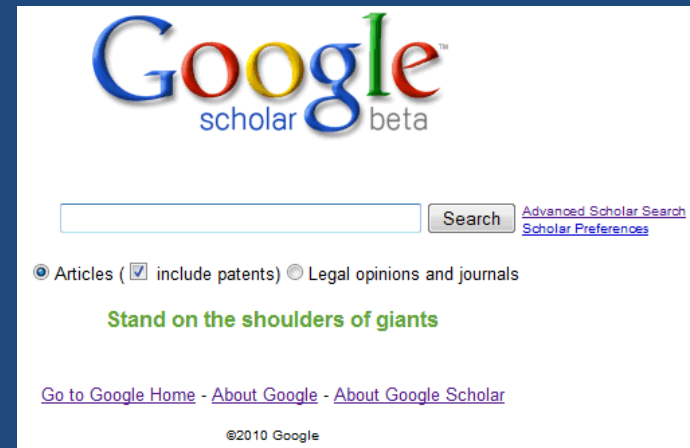 Google™
scholar beta
Search
Advanced Scholar Search
Scholar Preferences
Articles ( include patents) Legal opinions and journals
Stand on the shoulders of giants
Go to Google Home - About Google - About Google Scholar
©2010 Google